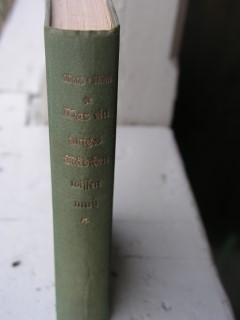 Was ein
junges
Mädchen
wissen
muß